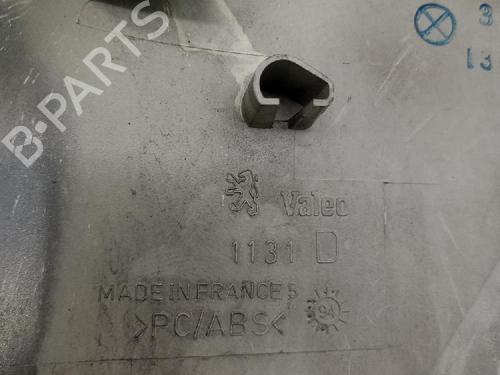 B-PARTS
3
13
Valeo
1131 D
MADE IN FRANCE 5
>PC/ABS<
94